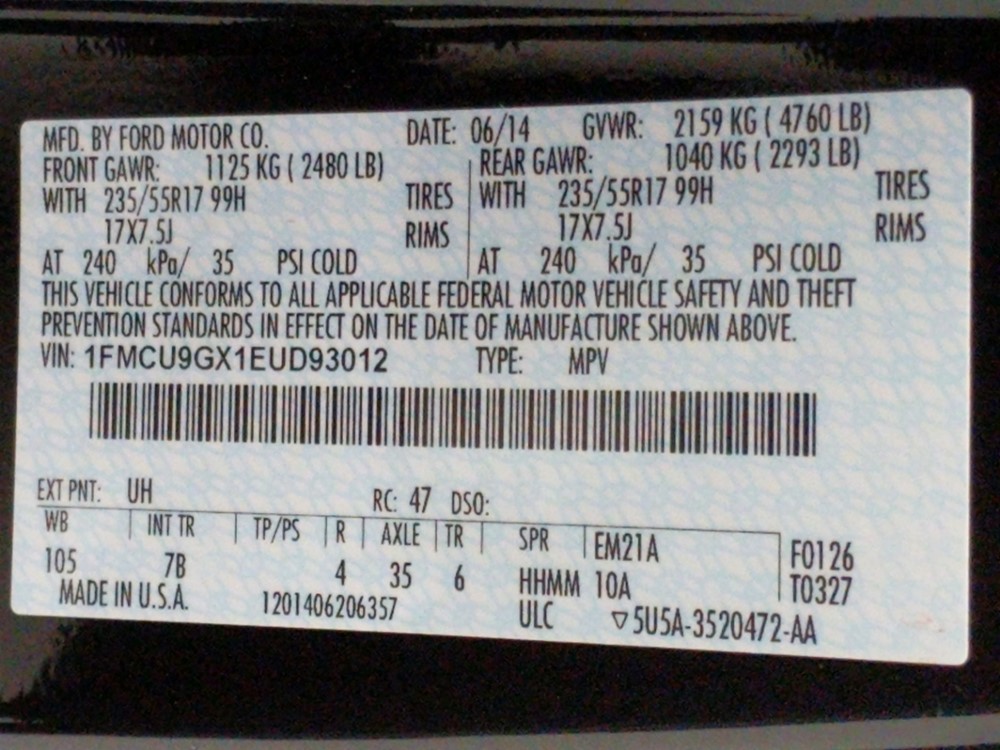 MFD. BY FORD MOTOR CO. DATE: 06/14 GVWR: 2159 KG ( 4760 LB)
FRONT GAWR: 1125 KG ( 2480 LB) REAR GAWR: 1040 KG ( 2293 LB)
WITH 235/55R17 99H TIRES WITH 235/55R17 99H TIRES
17X7.5J RIMS 17X7.5J RIMS
AT 240 kPa/ 35 PSI COLD AT 240 kPa/ 35 PSI COLD
THIS VEHICLE CONFORMS TO ALL APPLICABLE FEDERAL MOTOR VEHICLE SAFETY AND THEFT
PREVENTION STANDARDS IN EFFECT ON THE DATE OF MANUFACTURE SHOWN ABOVE.
VIN: 1FMCU9GX1EUD93012 TYPE: MPV
EXT PNT: UH RC: 47 DSO:
WB INT TR TP/PS R AXLE TR SPR EM21A F0126
105 7B 4 35 6 HHMM 10A T0327
MADE IN U.S.A. 1201406206357 ULC ▽5U5A-3520472-AA